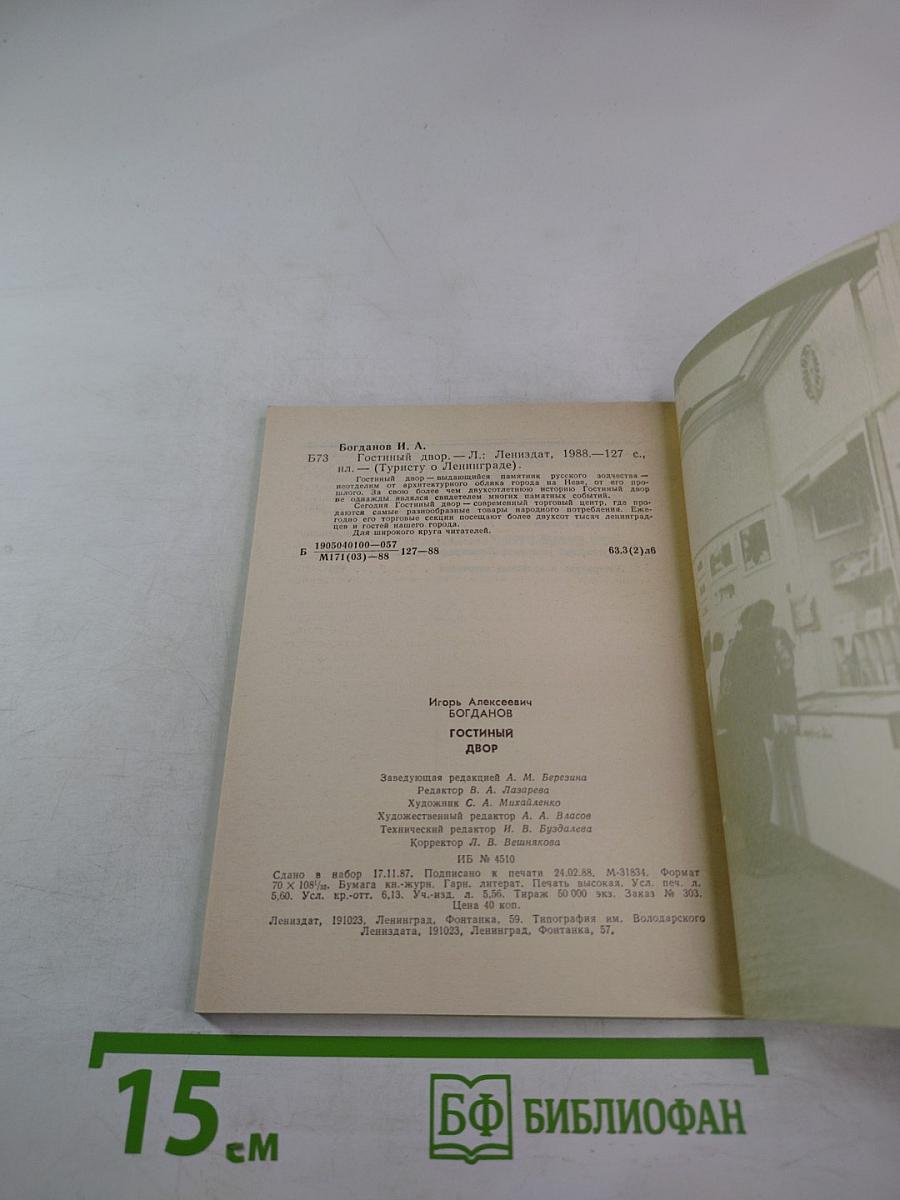 Богданов И. А.
Б73 Гостиный двор. — Л.: Лениздат, 1988.—127 с.,
ил. — (Туристу о Ленинграде).
Гостиный двор — выдающийся памятник русского зодчества —
неотделим от архитектурного облика города на Неве, от его про-
шлого. За свою более чем двухсотлетнюю историю Гостиный двор
не однажды являлся свидетелем многих памятных событий.
Сегодня Гостиный двор — современный торговый центр, где про-
даются самые разнообразные товары народного потребления. Еже-
годно его торговые секции посещают более двухсот тысяч ленинград-
цев и гостей нашего города.
Для широкого круга читателей.
Б 1905040100—057
М171(03)—88 127—88 63.3(2)л6
Игорь Алексеевич
БОГДАНОВ
ГОСТИНЫЙ
ДВОР
Заведующая редакцией А. М. Березина
Редактор В. А. Лазарева
Художник С. А. Михайленко
Художественный редактор А. А. Власов
Технический редактор И. В. Буздалева
Корректор Л. В. Вешнякова
ИБ № 4510
Сдано в набор 17.11.87. Подписано к печати 24.02.88. М-31834. Формат
70 × 108¹/₃₂. Бумага кн.-журн. Гарн. литерат. Печать высокая. Усл. печ. л.
5,60. Усл. кр.-отт. 6,13. Уч.-изд. л. 5,56. Тираж 50 000 экз. Заказ № 303.
Цена 40 коп.
Лениздат, 191023, Ленинград, Фонтанка, 59. Типография им. Володарского
Лениздата, 191023, Ленинград, Фонтанка, 57.
15 см
БФ БИБЛИОФАН